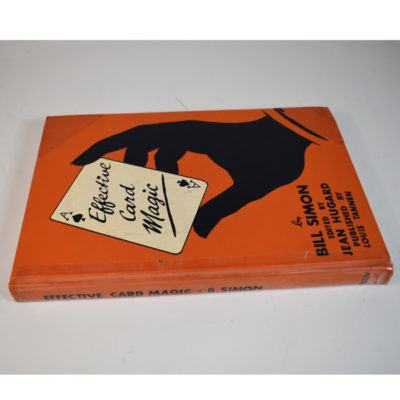 A
Effective
Card
Magic
A
by
BILL SIMON
EDITED BY
JEAN HUGARD
PUBLISHED BY
LOUIS TANNEN
EFFECTIVE CARD MAGIC - B. SIMON